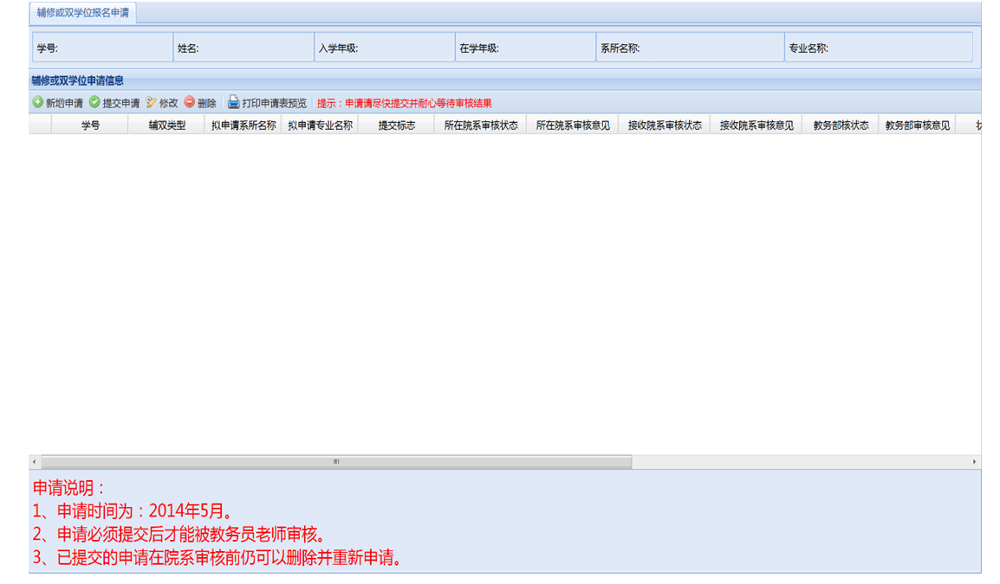 辅修或双学位报名申请
学号: 姓名: 入学年级: 在学年级: 系所名称: 专业名称:
辅修或双学位申请信息
新增申请 提交申请 修改 删除 打印申请表预览 提示：申请请尽快提交并耐心等待审核结果
学号 辅双类型 拟申请系所名称 拟申请专业名称 提交标志 所在院系审核状态 所在院系审核意见 接收院系审核状态 接收院系审核意见 教务部核状态 教务部审核意见
申请说明：
1、申请时间为：2014年5月。
2、申请必须提交后才能被教务员老师审核。
3、已提交的申请在院系审核前仍可以删除并重新申请。